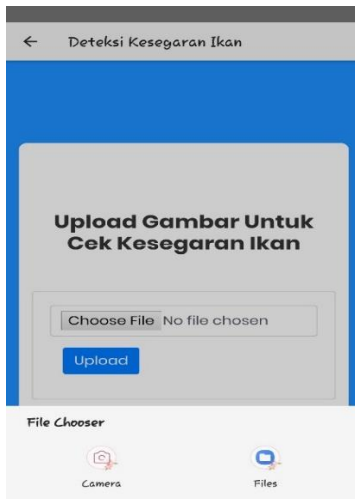 Deteksi Kesegaran Ikan
Upload Gambar Untuk
Cek Kesegaran Ikan
Choose File No file chosen
Upload
File Chooser
Camera Files